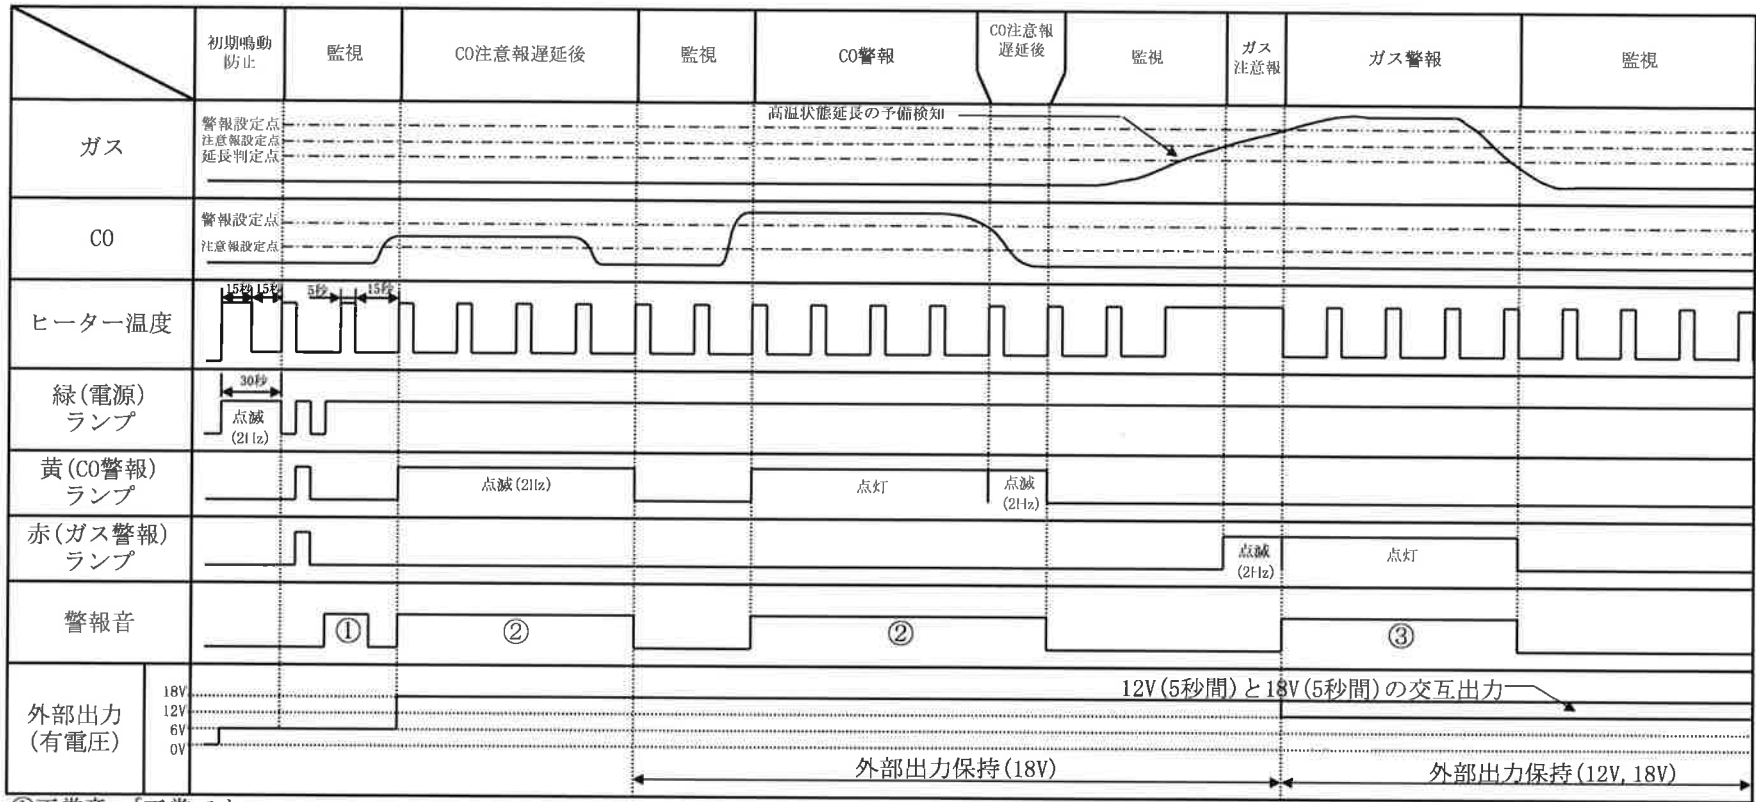 初期鳴動
防止
監視
CO注意報遅延後
監視
CO警報
CO注意報
遅延後
監視
ガス
注意報
ガス警報
監視
ガス
警報設定点
注意報設定点
延長判定点
高温状態延長の予備検知
CO
警報設定点
注意報設定点
ヒーター温度
15秒
15秒
5秒
15秒
緑(電源)
ランプ
30秒
点滅
(2Hz)
黄(CO警報)
ランプ
点滅(2Hz)
点灯
点滅
(2Hz)
赤(ガス警報)
ランプ
点滅
(2Hz)
点灯
警報音
①
②
②
③
外部出力
(有電圧)
18V
12V
6V
0V
12V(5秒間)と18V(5秒間)の交互出力
外部出力保持(18V)
外部出力保持(12V,18V)